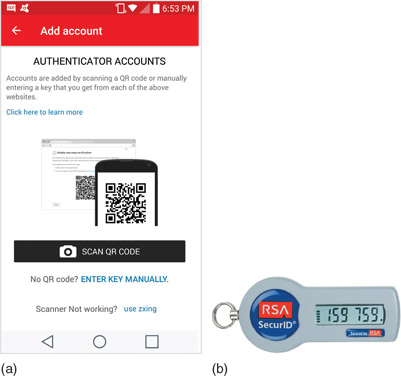 6:53 PM
Add account
AUTHENTICATOR ACCOUNTS
Accounts are added by scanning a QR code or manually
entering a key that you get from each of the above
websites.
Click here to learn more
SCAN QR CODE
No QR code? ENTER KEY MANUALLY.
Scanner Not working? use zxing
(a)
RSA
SecurID®
159 759
RSA
(b)